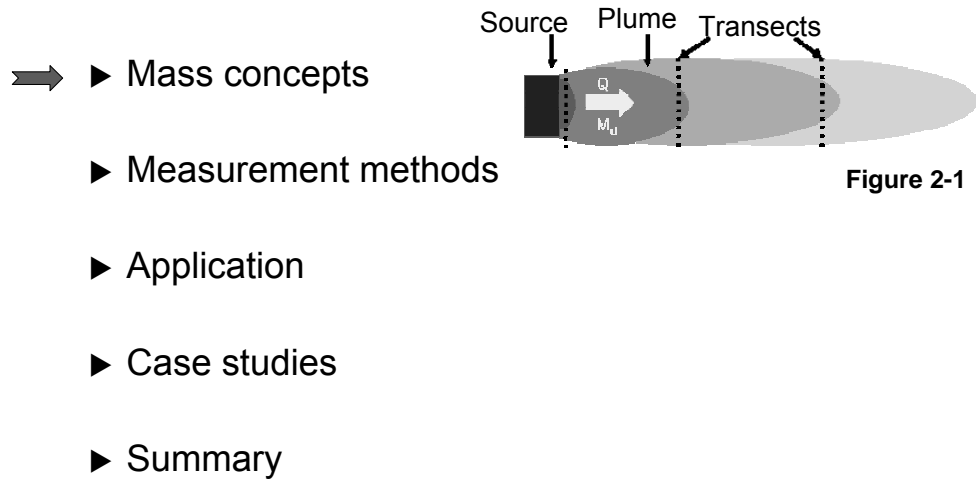 Source Plume Transects
▶ Mass concepts
Q
Md
▶ Measurement methods
Figure 2-1
▶ Application
▶ Case studies
▶ Summary